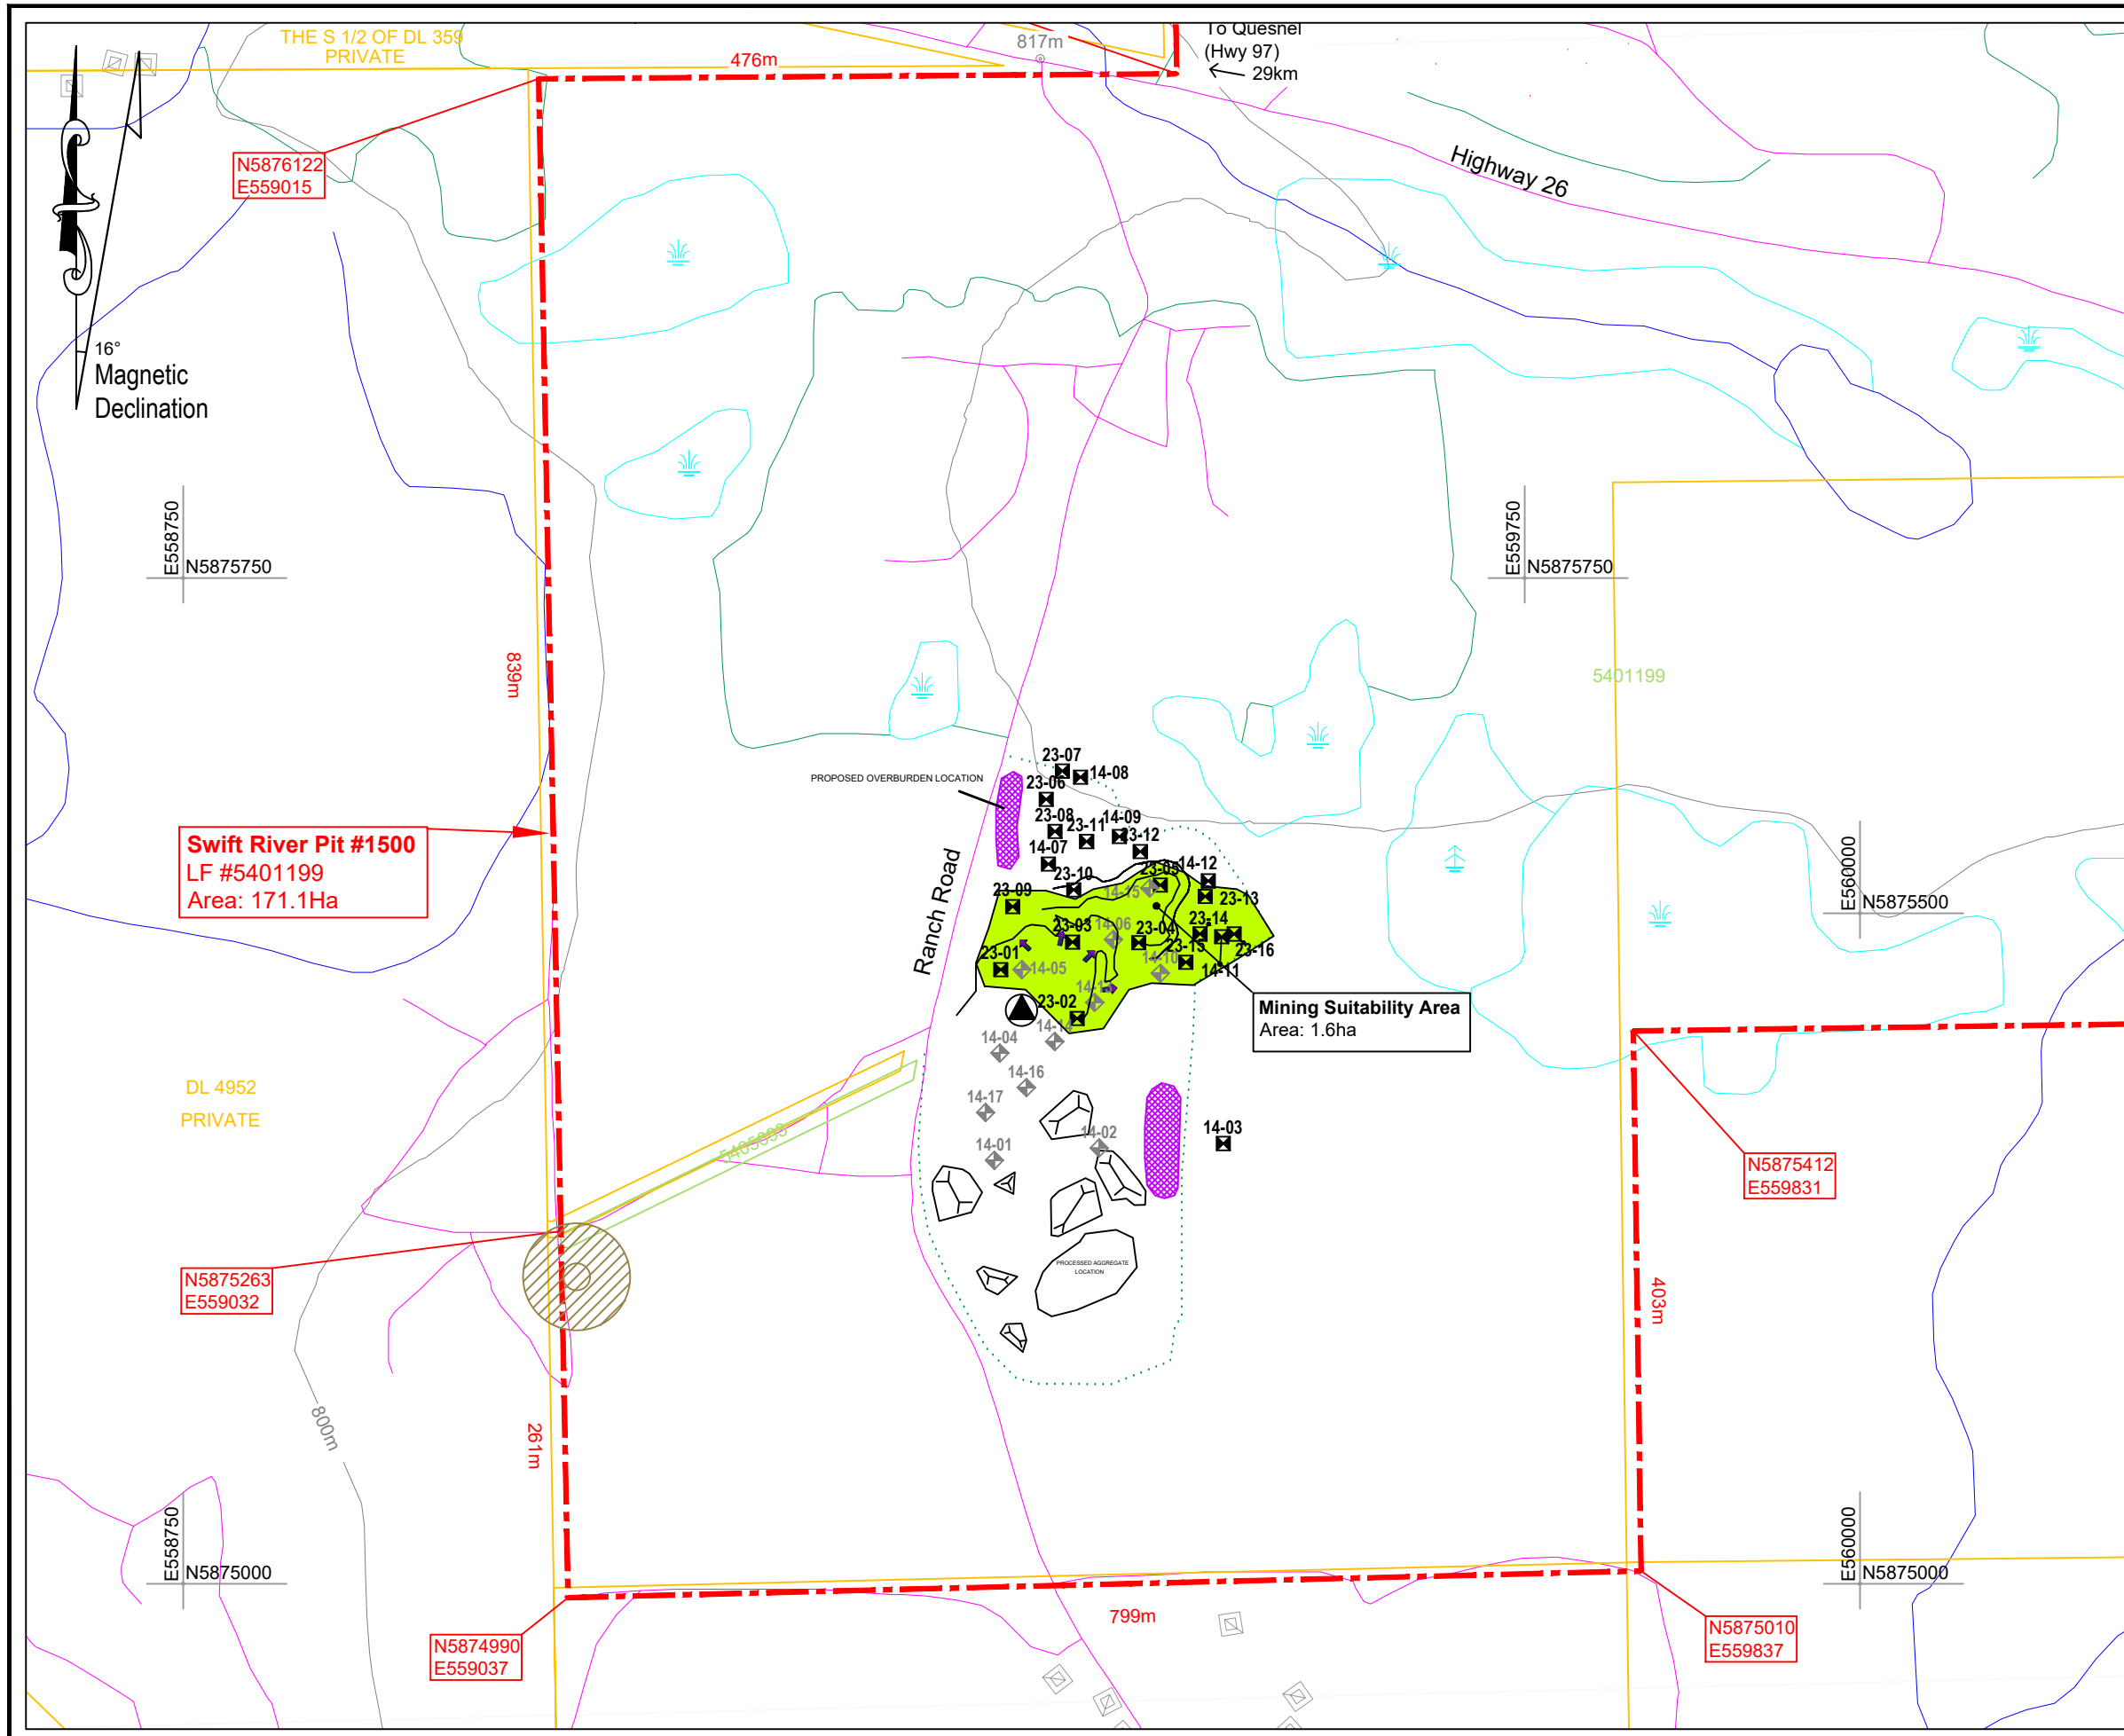 THE S 1/2 OF DL 359
PRIVATE
476m
817m
To Quesnel
(Hwy 97)
29km
N5876122
E559015
Highway 26
16°
Magnetic
Declination
E558750
N5875750
E559750
N5875750
839m
5401199
23-07
14-08
PROPOSED OVERBURDEN LOCATION
23-06
23-08
23-11
14-09
23-12
14-07
Swift River Pit #1500
LF #5401199
Area: 171.1Ha
Ranch Road
23-10
23-05
14-12
14-15
23-09
23-13
E560000
N5875500
23-03
14-06
23-04
23-14
23-15
23-16
23-01
14-05
14-10
14-11
23-02
Mining Suitability Area
Area: 1.6ha
14-14
14-04
14-16
14-17
DL 4952
PRIVATE
5405093
14-01
14-02
14-03
N5875412
E559831
N5875263
E559032
PROCESSED AGGREGATE
LOCATION
403m
800m
261m
E558750
N5875000
E560000
N5875000
799m
N5874990
E559037
N5875010
E559837